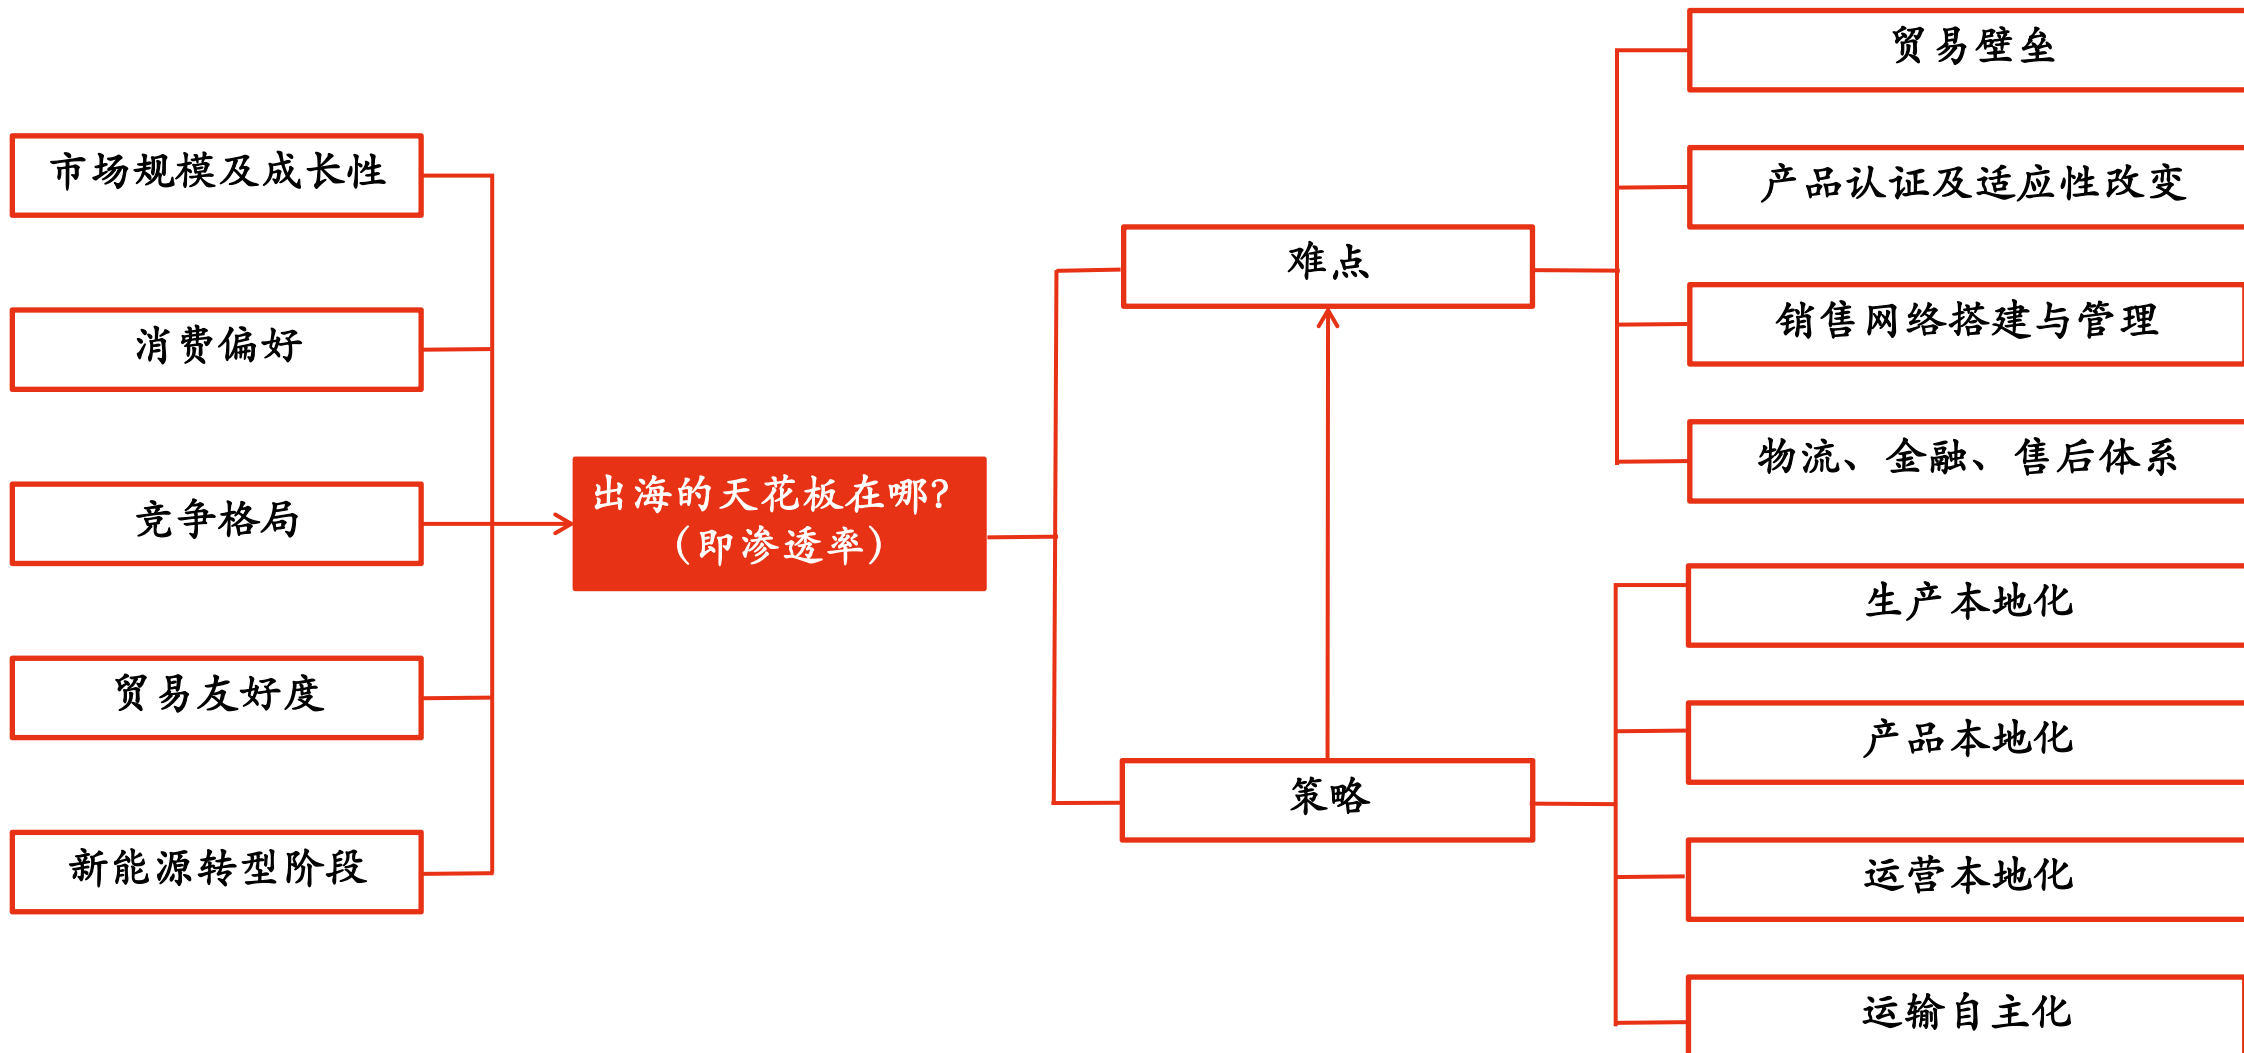 市场规模及成长性
消费偏好
竞争格局
贸易友好度
新能源转型阶段
出海的天花板在哪?
(即渗透率)
难点
策略
贸易壁垒
产品认证及适应性改变
销售网络搭建与管理
物流、金融、售后体系
生产本地化
产品本地化
运营本地化
运输自主化